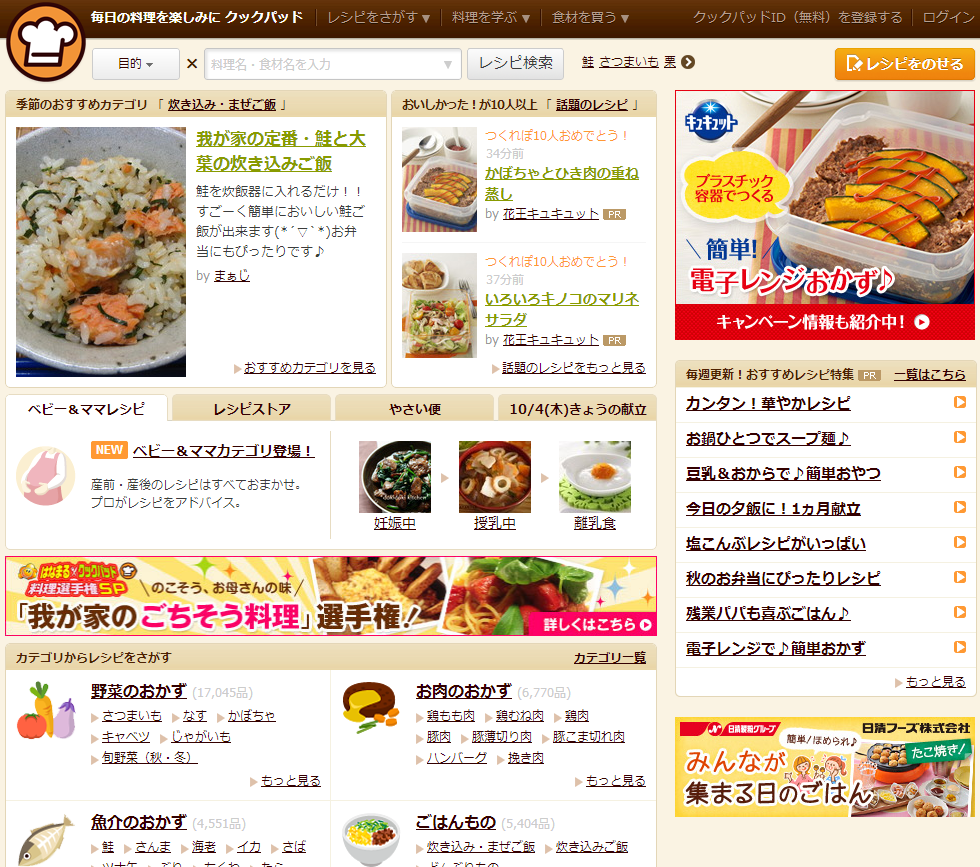 毎日の料理を楽しみに クックパッド
レシピをさがす▼
料理を学ぶ▼
食材を買う▼
クックパッドID（無料）を登録する
ログイン
目的
×
料理名・食材名を入力
レシピ検索
鮭 さつまいも 栗
レシピをのせる
季節のおすすめカテゴリ 「 炊き込み・まぜご飯 」
我が家の定番・鮭と大
葉の炊き込みご飯
鮭を炊飯器に入れるだけ！！
すごーく簡単においしい鮭ご
飯が出来ます(*´▽`*)お弁
当にもぴったりです♪
by まぁじ
おすすめカテゴリを見る
おいしかった！が10人以上 「 話題のレシピ 」
つくれぽ10人おめでとう！
34分前
かぼちゃとひき肉の重ね
蒸し
by 花王キュキュット PR
つくれぽ10人おめでとう！
37分前
いろいろキノコのマリネ
サラダ
by 花王キュキュット PR
話題のレシピをもっと見る
キュキュット
プラスチック
容器でつくる
簡単!
電子レンジおかず♪
キャンペーン情報も紹介中！
ベビー＆ママレシピ
レシピストア
やさい便
10/4(木)きょうの献立
NEW ベビー＆ママカテゴリ登場！
産前・産後のレシピはすべておまかせ。
プロがレシピをアドバイス。
妊娠中
授乳中
離乳食
はなまる×クックパッド
料理選手権SP
のこそう、お母さんの味
「我が家のごちそう料理」選手権！
詳しくはこちら
毎週更新！おすすめレシピ特集 PR 一覧はこちら
カンタン！華やかレシピ
お鍋ひとつでスープ麺♪
豆乳＆おからで♪簡単おやつ
今日の夕飯に！1ヵ月献立
塩こんぶレシピがいっぱい
秋のお弁当にぴったりレシピ
残業パパも喜ぶごはん♪
電子レンジで♪簡単おかず
もっと見る
カテゴリからレシピをさがす
カテゴリ一覧
野菜のおかず (17,045品)
さつまいも なす かぼちゃ
キャベツ じゃがいも
旬野菜（秋・冬）
もっと見る
お肉のおかず (6,770品)
鶏もも肉 鶏むね肉 鶏肉
豚肉 豚薄切り肉 豚こま切れ肉
ハンバーグ 挽き肉
もっと見る
魚介のおかず (4,551品)
鮭 さんま 海老 イカ さば
ツナ缶 ぶり ちくわ たら
ごはんもの (5,404品)
炊き込み・まぜご飯 炊き込みご飯
どんぶりもの
日清製粉グループ
日清フーズ株式会社
簡単！ほめられ♪
たこ焼き！
みんなが
集まる日のごはん